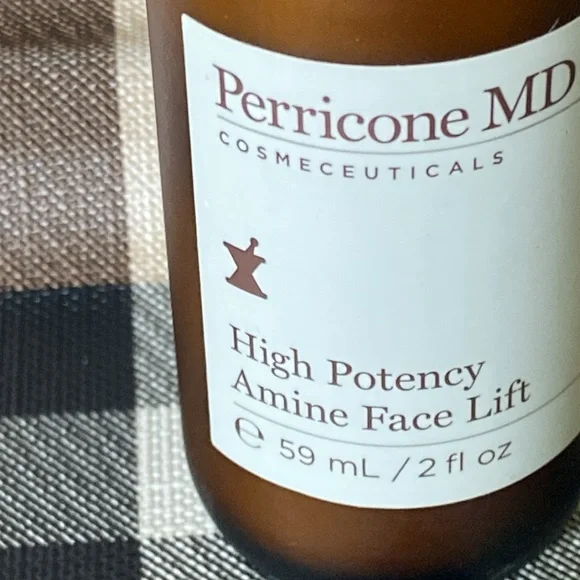 Perricone MD
COSMECEUTICALS
High Potency
Amine Face Lift
℮ 59 mL / 2 fl oz